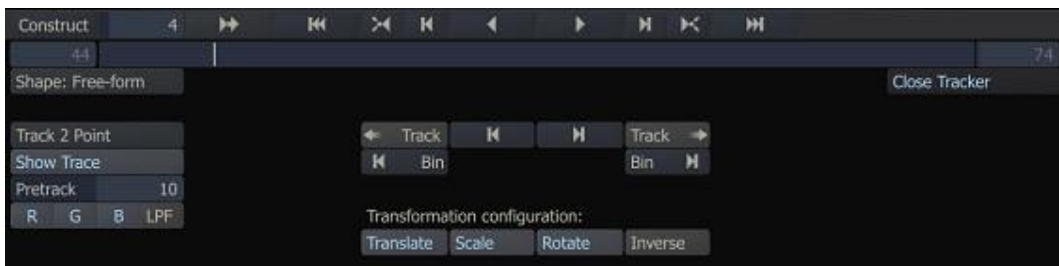 Construct 4
44 74
Shape: Free-form Close Tracker
Track 2 Point Track Track
Show Trace Bin Bin
Pretrack 10
R G B LPF Transformation configuration:
Translate Scale Rotate Inverse